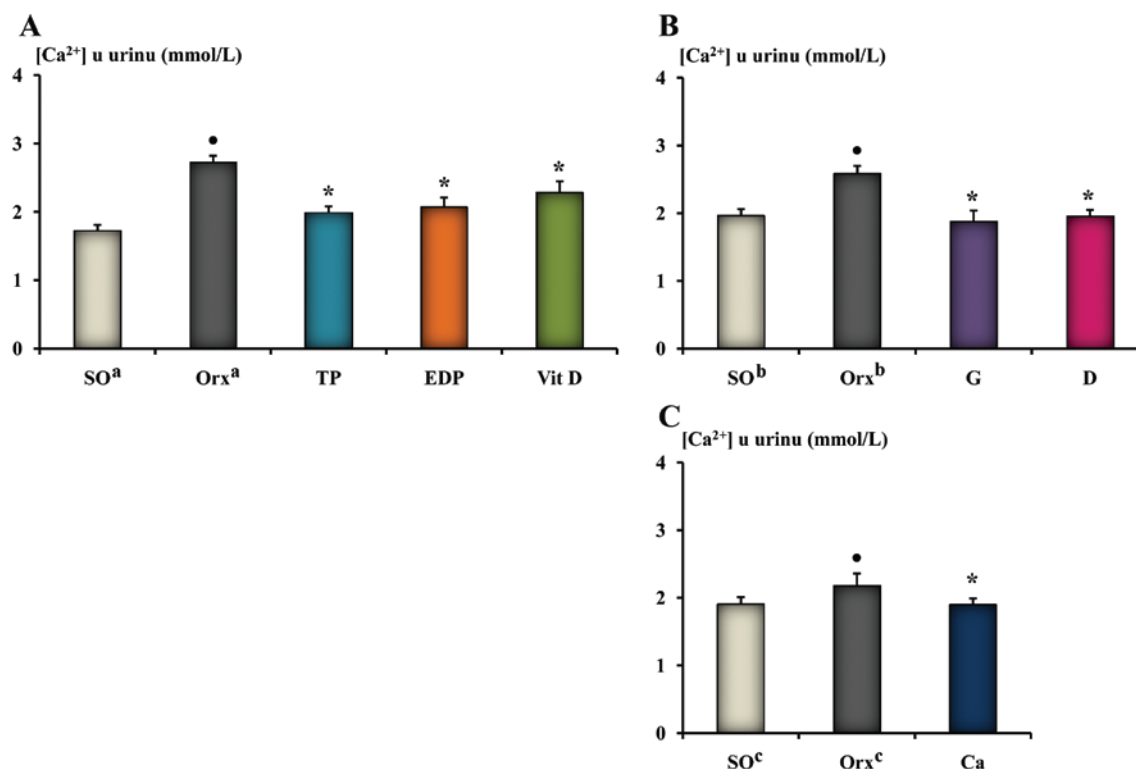 A
[Ca²⁺] u urinu (mmol/L)
4
3
2
1
0
•
*
*
*
SOᵃ Orxᵃ TP EDP Vit D
B
[Ca²⁺] u urinu (mmol/L)
4
3
2
1
0
•
*
*
SOᵇ Orxᵇ G D
C
[Ca²⁺] u urinu (mmol/L)
4
3
2
1
0
•
*
SOᶜ Orxᶜ Ca